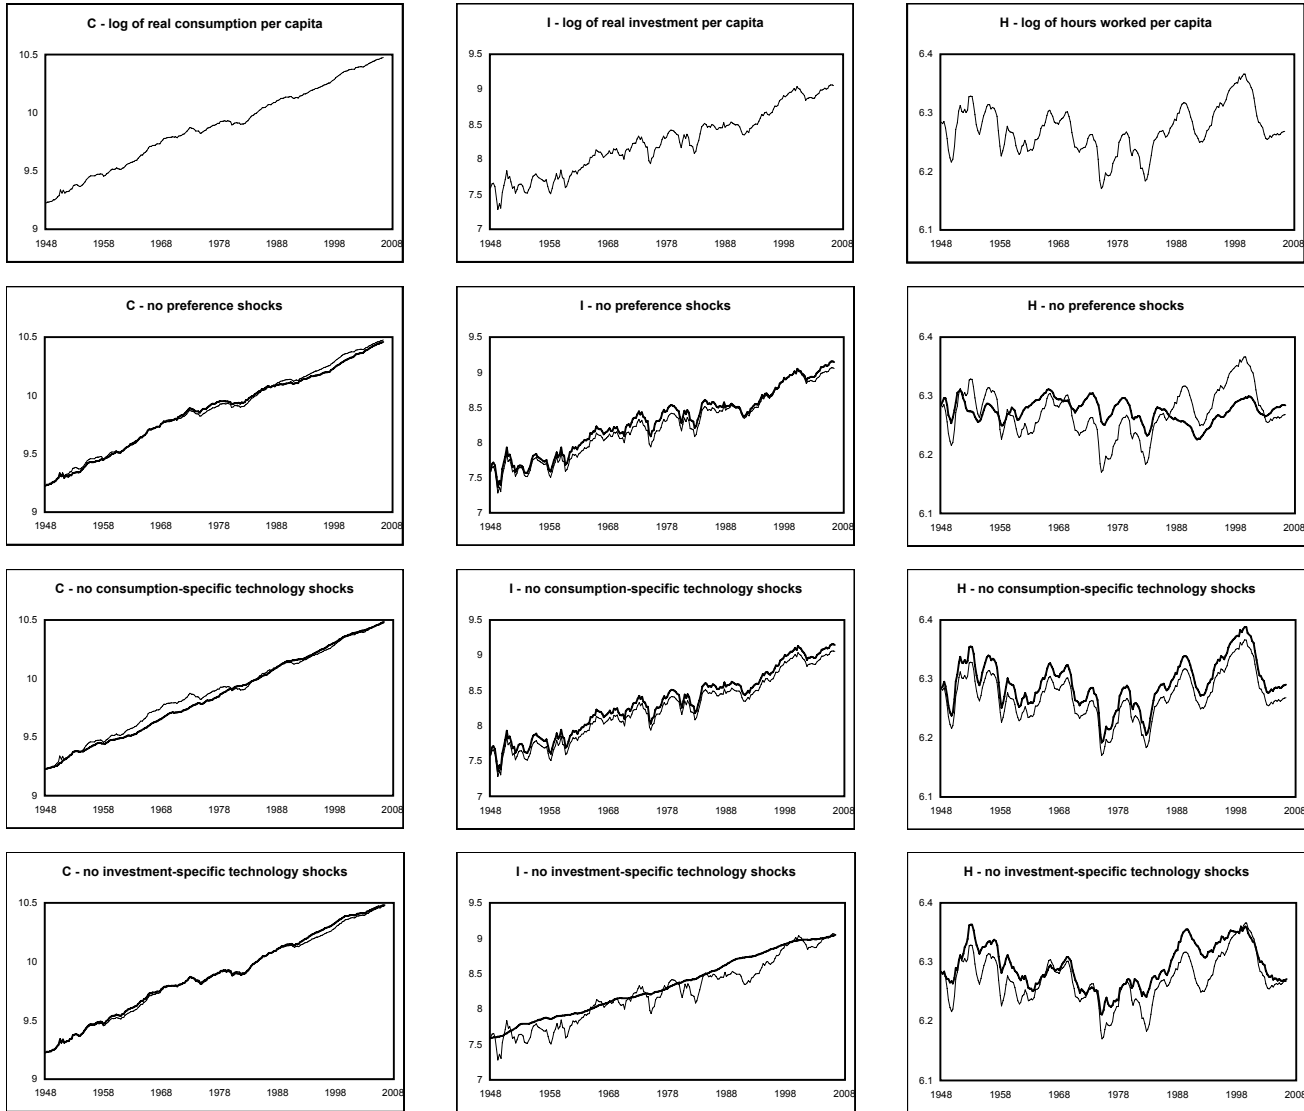 C - log of real consumption per capita
10.5
10
9.5
9
1948 1958 1968 1978 1988 1998 2008
I - log of real investment per capita
9.5
9
8.5
8
7.5
7
1948 1958 1968 1978 1988 1998 2008
H - log of hours worked per capita
6.4
6.3
6.2
6.1
1948 1958 1968 1978 1988 1998 2008
C - no preference shocks
10.5
10
9.5
9
1948 1958 1968 1978 1988 1998 2008
I - no preference shocks
9.5
9
8.5
8
7.5
7
1948 1958 1968 1978 1988 1998 2008
H - no preference shocks
6.4
6.3
6.2
6.1
1948 1958 1968 1978 1988 1998 2008
C - no consumption-specific technology shocks
10.5
10
9.5
9
1948 1958 1968 1978 1988 1998 2008
I - no consumption-specific technology shocks
9.5
9
8.5
8
7.5
7
1948 1958 1968 1978 1988 1998 2008
H - no consumption-specific technology shocks
6.4
6.3
6.2
6.1
1948 1958 1968 1978 1988 1998 2008
C - no investment-specific technology shocks
10.5
10
9.5
9
1948 1958 1968 1978 1988 1998 2008
I - no investment-specific technology shocks
9.5
9
8.5
8
7.5
7
1948 1958 1968 1978 1988 1998 2008
H - no investment-specific technology shocks
6.4
6.3
6.2
6.1
1948 1958 1968 1978 1988 1998 2008